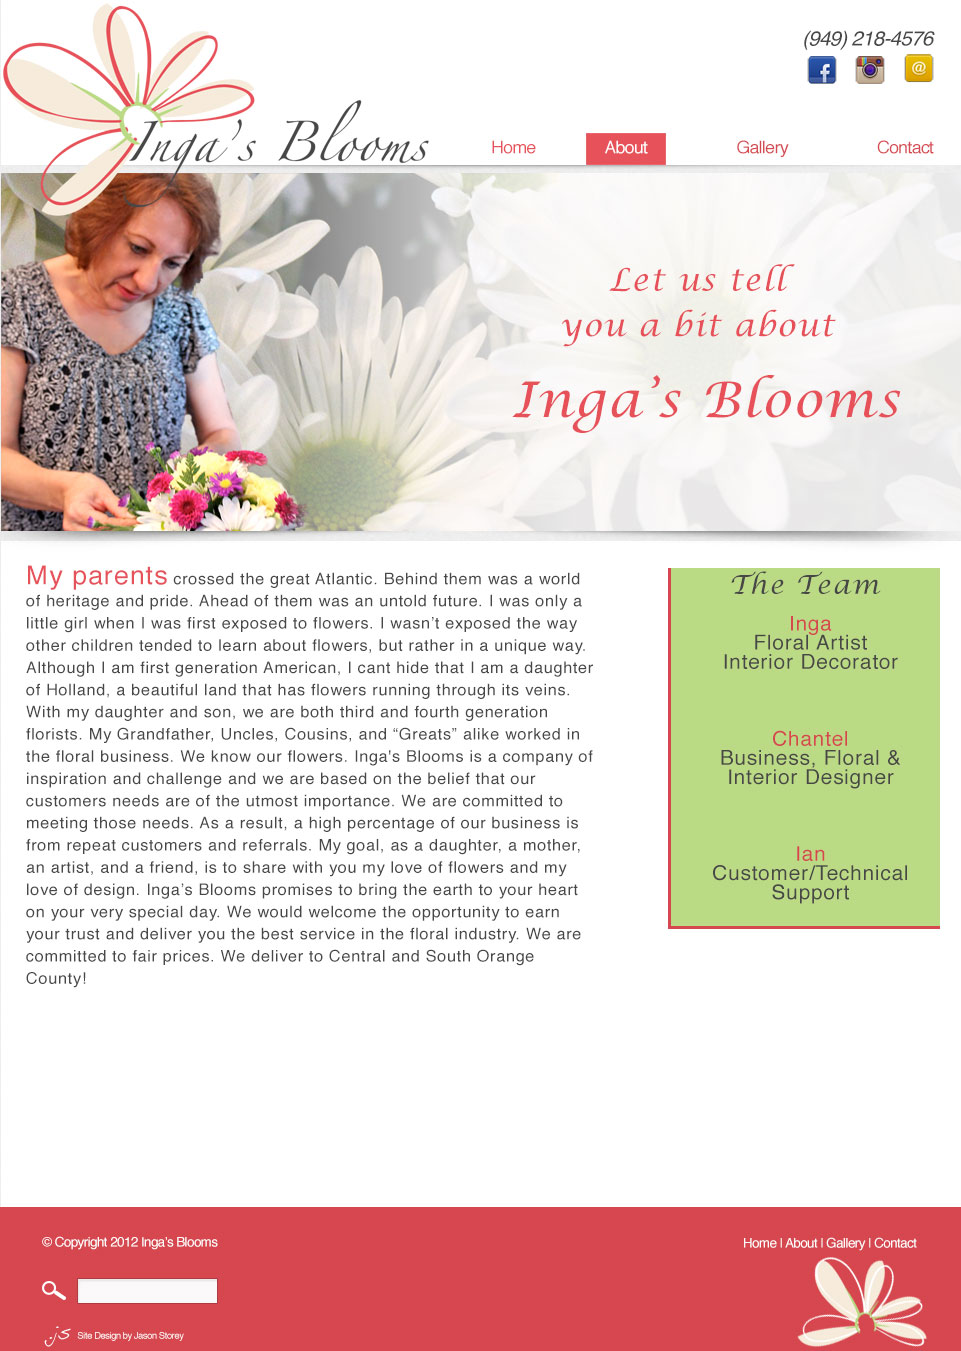 (949) 218-4576
Inga's Blooms
Home About Gallery Contact
Let us tell
you a bit about
Inga's Blooms
My parents crossed the great Atlantic. Behind them was a world
of heritage and pride. Ahead of them was an untold future. I was only a
little girl when I was first exposed to flowers. I wasn't exposed the way
other children tended to learn about flowers, but rather in a unique way.
Although I am first generation American, I cant hide that I am a daughter
of Holland, a beautiful land that has flowers running through its veins.
With my daughter and son, we are both third and fourth generation
florists. My Grandfather, Uncles, Cousins, and “Greats” alike worked in
the floral business. We know our flowers. Inga's Blooms is a company of
inspiration and challenge and we are based on the belief that our
customers needs are of the utmost importance. We are committed to
meeting those needs. As a result, a high percentage of our business is
from repeat customers and referrals. My goal, as a daughter, a mother,
an artist, and a friend, is to share with you my love of flowers and my
love of design. Inga's Blooms promises to bring the earth to your heart
on your very special day. We would welcome the opportunity to earn
your trust and deliver you the best service in the floral industry. We are
committed to fair prices. We deliver to Central and South Orange
County!
The Team
Inga
Floral Artist
Interior Decorator
Chantel
Business, Floral &
Interior Designer
Ian
Customer/Technical
Support
© Copyright 2012 Inga's Blooms
Home | About | Gallery | Contact
.js Site Design by Jason Storey